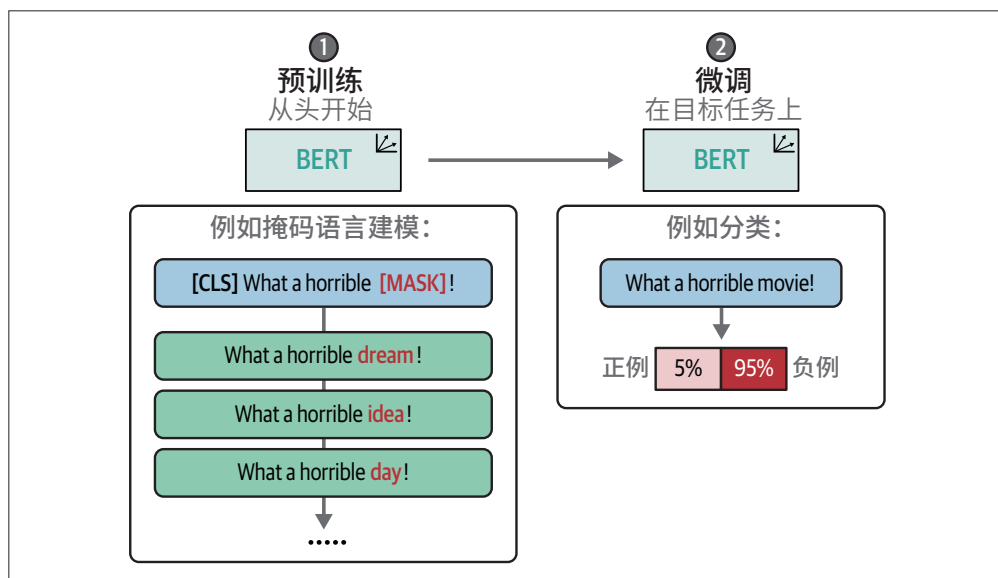 1
预训练
从头开始
BERT
例如掩码语言建模：
[CLS] What a horrible [MASK] !
What a horrible dream !
What a horrible idea !
What a horrible day !
.....
2
微调
在目标任务上
BERT
例如分类：
What a horrible movie!
正例 5% 95% 负例